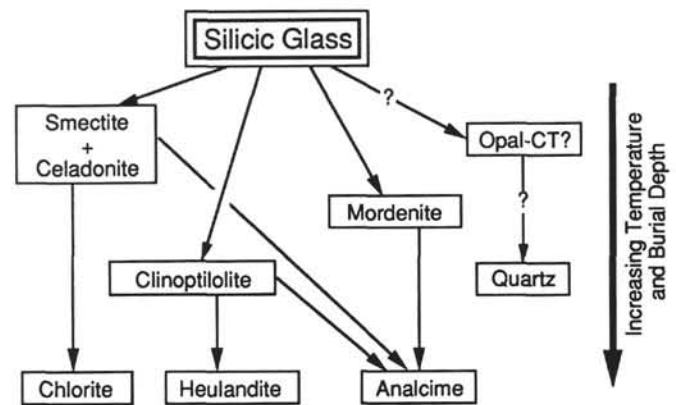 Silicic Glass
?
Smectite
+
Celadonite
Opal-CT?
?
Mordenite
Clinoptilolite
Quartz
Chlorite
Heulandite
Analcime
Increasing Temperature
and Burial Depth